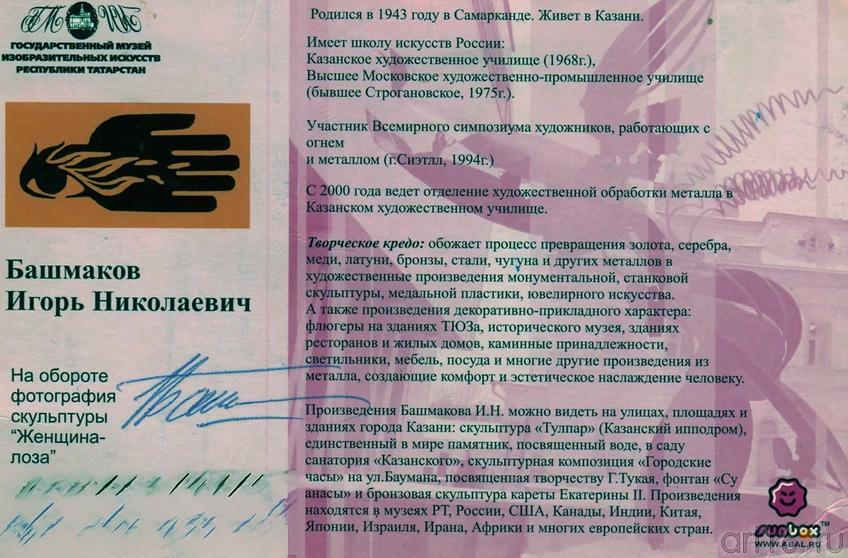 ГОСУДАРСТВЕННЫЙ МУЗЕЙ
ИЗОБРАЗИТЕЛЬНЫХ ИСКУССТВ
РЕСПУБЛИКИ ТАТАРСТАН
Башмаков
Игорь Николаевич
На обороте
фотография
скульптуры
"Женщина-
лоза"
Родился в 1943 году в Самарканде. Живет в Казани.
Имеет школу искусств России:
Казанское художественное училище (1968г.),
Высшее Московское художественно-промышленное училище
(бывшее Строгановское, 1975г.).
Участник Всемирного симпозиума художников, работающих с
огнем
и металлом (г.Сиэтлл, 1994г.)
С 2000 года ведет отделение художественной обработки металла в
Казанском художественном училище.
Творческое кредо: обожает процесс превращения золота, серебра,
меди, латуни, бронзы, стали, чугуна и других металлов в
художественные произведения монументальной, станковой
скульптуры, медальной пластики, ювелирного искусства.
А также произведения декоративно-прикладного характера:
флюгеры на зданиях ТЮЗа, исторического музея, зданиях
ресторанов и жилых домов, каминные принадлежности,
светильники, мебель, посуда и многие другие произведения из
металла, создающие комфорт и эстетическое наслаждение человеку.
Произведения Башмакова И.Н. можно видеть на улицах, площадях и
зданиях города Казани: скульптура «Тулпар» (Казанский ипподром),
единственный в мире памятник, посвященный воде, в саду
санатория «Казанского», скульптурная композиция «Городские
часы» на ул.Баумана, посвященная творчеству Г.Тукая, фонтан «Су
анасы» и бронзовая скульптура кареты Екатерины II. Произведения
находятся в музеях РТ, России, США, Канады, Индии, Китая,
Японии, Израиля, Ирана, Африки и многих европейских стран.
sunbox™
WWW.ABAL.RU